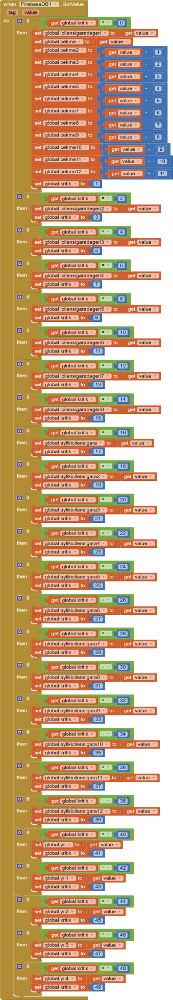 when FirebaseDB1 .GotValue
tag value
do if get global kritik = 0
then set global icilensigaradegeri to get value
set global cekme to get value
set global cekme2 to get value - 1
set global cekme3 to get value - 2
set global cekme4 to get value - 3
set global cekme5 to get value - 4
set global cekme6 to get value - 5
set global cekme7 to get value - 6
set global cekme8 to get value - 7
set global cekme9 to get value - 8
set global cekme10 to get value - 9
set global cekme11 to get value - 10
set global cekme12 to get value - 11
set global kritik to 1
if get global kritik = 2
then set global icilensigaradegeri2 to get value
set global kritik to 3
if get global kritik = 4
then set global icilensigaradegeri3 to get value
set global kritik to 5
if get global kritik = 6
then set global icilensigaradegeri4 to get value
set global kritik to 7
if get global kritik = 8
then set global icilensigaradegeri5 to get value
set global kritik to 9
if get global kritik = 10
then set global icilensigaradegeri6 to get value
set global kritik to 11
if get global kritik = 12
then set global icilensigaradegeri7 to get value
set global kritik to 13
if get global kritik = 14
then set global icilensigaradegeri8 to get value
set global kritik to 15
if get global kritik = 16
then set global aylikicilensigara to get value
set global kritik to 17
if get global kritik = 18
then set global aylikicilensigara2 to get value
set global kritik to 19
if get global kritik = 20
then set global aylikicilensigara3 to get value
set global kritik to 21
if get global kritik = 22
then set global aylikicilensigara4 to get value
set global kritik to 23
if get global kritik = 24
then set global aylikicilensigara5 to get value
set global kritik to 25
if get global kritik = 26
then set global aylikicilensigara6 to get value
set global kritik to 27
if get global kritik = 28
then set global aylikicilensigara7 to get value
set global kritik to 29
if get global kritik = 30
then set global aylikicilensigara8 to get value
set global kritik to 31
if get global kritik = 32
then set global aylikicilensigara9 to get value
set global kritik to 33
if get global kritik = 34
then set global aylikicilensigara10 to get value
set global kritik to 35
if get global kritik = 36
then set global aylikicilensigara11 to get value
set global kritik to 37
if get global kritik = 38
then set global aylikicilensigara12 to get value
set global kritik to 39
if get global kritik = 40
then set global yıl to get value
set global kritik to 41
if get global kritik = 42
then set global yıl1 to get value
set global kritik to 43
if get global kritik = 44
then set global yıl2 to get value
set global kritik to 45
if get global kritik = 46
then set global yıl3 to get value
set global kritik to 47
if get global kritik = 48
then set global yıl4 to get value
set global kritik to 49